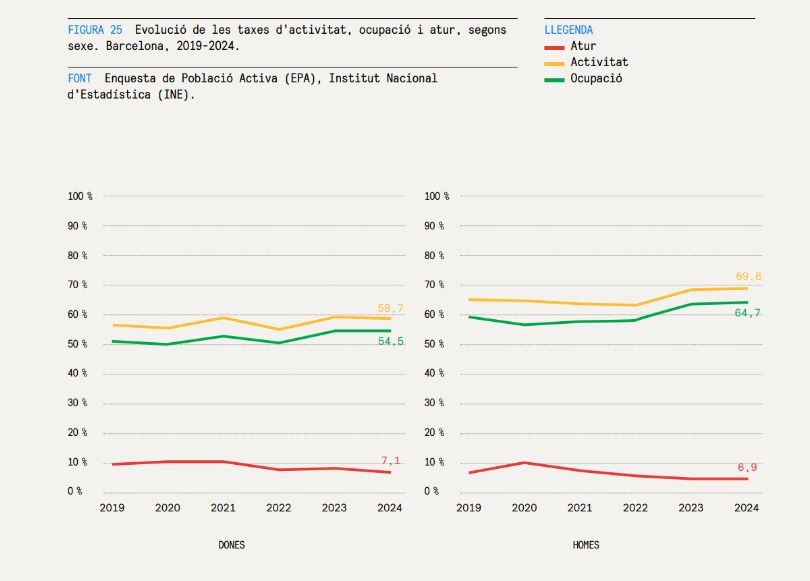 FIGURA 25 Evolució de les taxes d'activitat, ocupació i atur, segons
sexe. Barcelona, 2019-2024.
FONT Enquesta de Població Activa (EPA), Institut Nacional
d'Estadística (INE).
LLEGENDA
Atur
Activitat
Ocupació
100 %
90 %
80 %
70 %
60 %
50 %
40 %
30 %
20 %
10 %
0 %
58,7
54,5
7,1
2019 2020 2021 2022 2023 2024
DONES
100 %
90 %
80 %
70 %
60 %
50 %
40 %
30 %
20 %
10 %
0 %
69,6
64,7
6,9
2019 2020 2021 2022 2023 2024
HOMES